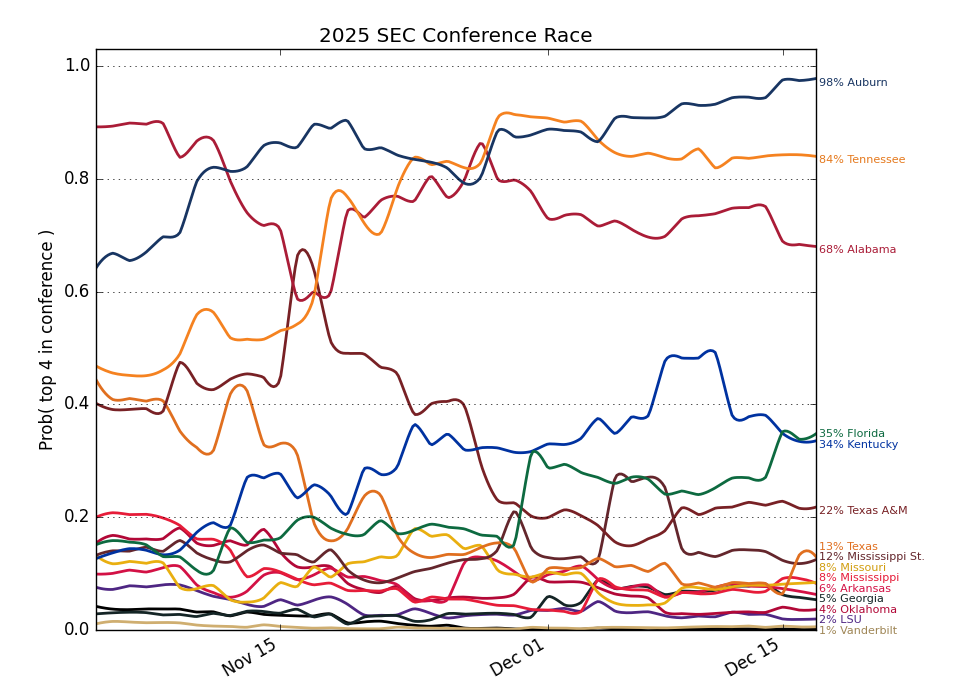 2025 SEC Conference Race
Prob( top 4 in conference )
1.0
0.8
0.6
0.4
0.2
0.0
Nov 15
Dec 01
Dec 15
98% Auburn
84% Tennessee
68% Alabama
35% Florida
34% Kentucky
22% Texas A&M
13% Texas
12% Mississippi St.
8% Missouri
8% Mississippi
6% Arkansas
5% Georgia
4% Oklahoma
2% LSU
1% Vanderbilt